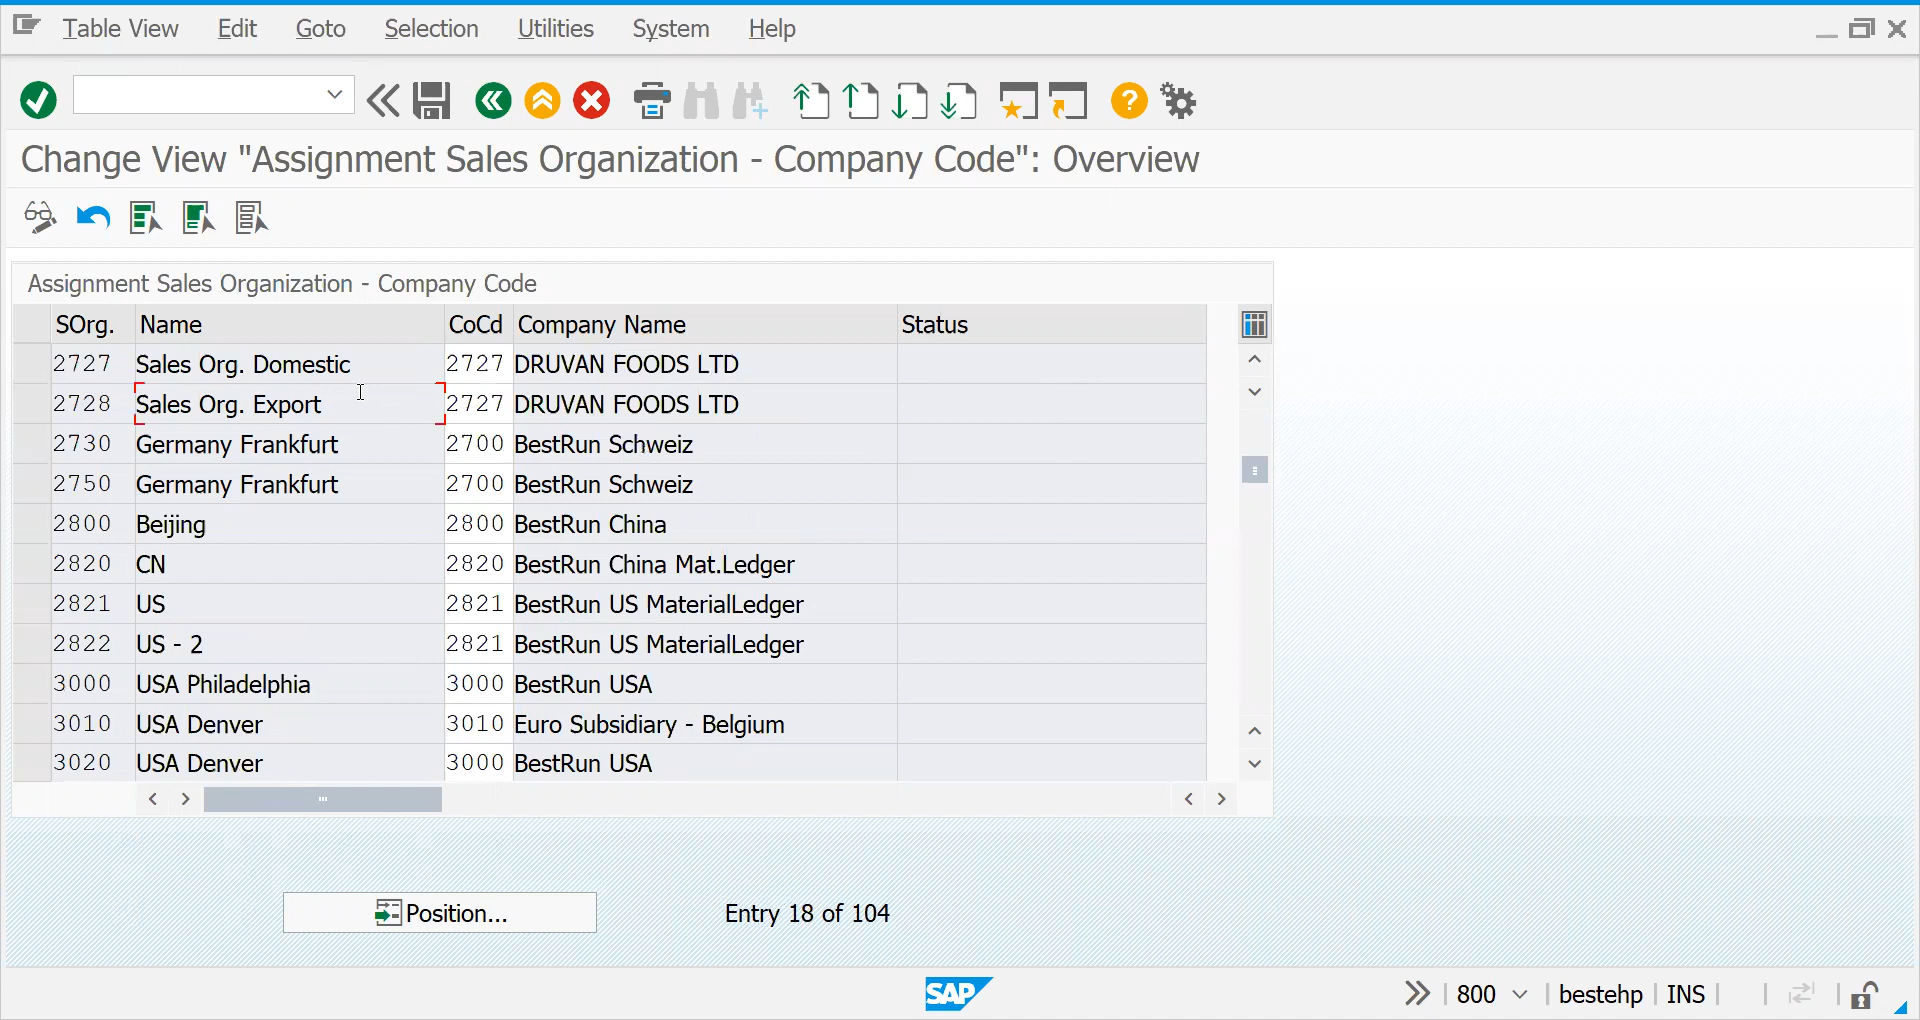 Table View Edit Goto Selection Utilities System Help
Change View "Assignment Sales Organization - Company Code": Overview
Assignment Sales Organization - Company Code
SOrg. Name CoCd Company Name Status
2727 Sales Org. Domestic 2727 DRUVAN FOODS LTD
2728 Sales Org. Export 2727 DRUVAN FOODS LTD
2730 Germany Frankfurt 2700 BestRun Schweiz
2750 Germany Frankfurt 2700 BestRun Schweiz
2800 Beijing 2800 BestRun China
2820 CN 2820 BestRun China Mat.Ledger
2821 US 2821 BestRun US MaterialLedger
2822 US - 2 2821 BestRun US MaterialLedger
3000 USA Philadelphia 3000 BestRun USA
3010 USA Denver 3010 Euro Subsidiary - Belgium
3020 USA Denver 3000 BestRun USA
Position... Entry 18 of 104
SAP 800 bestehp INS